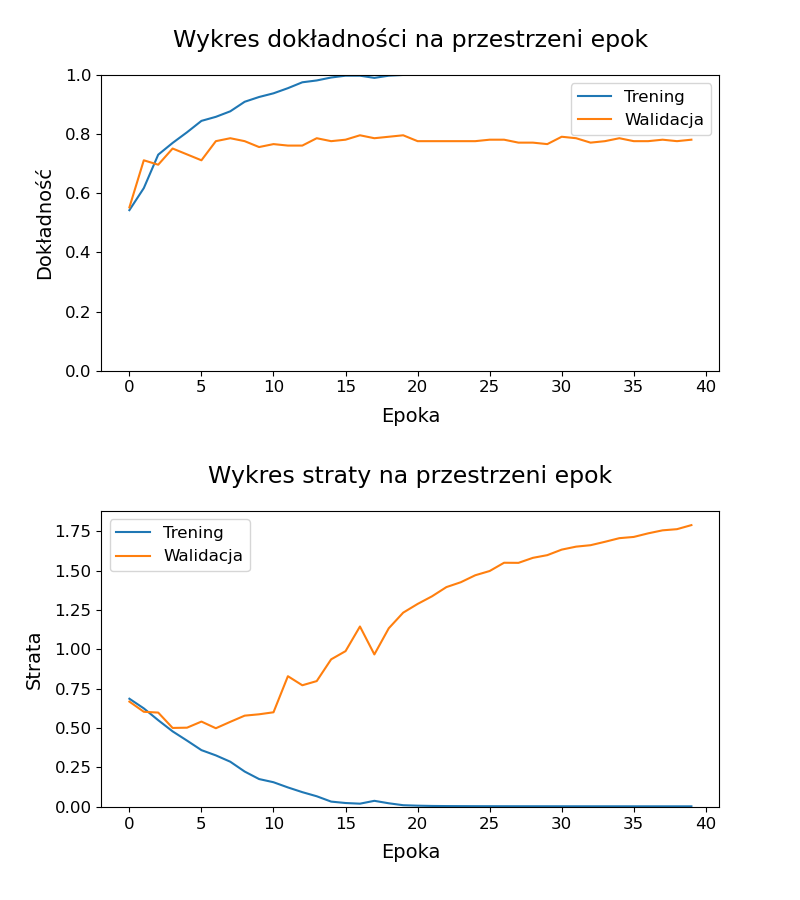 Wykres dokładności na przestrzeni epok
1.0
0.8
0.6
0.4
0.2
0.0
Dokładność
Trening
Walidacja
0 5 10 15 20 25 30 35 40
Epoka
Wykres straty na przestrzeni epok
1.75
1.50
1.25
1.00
0.75
0.50
0.25
0.00
Strata
Trening
Walidacja
0 5 10 15 20 25 30 35 40
Epoka